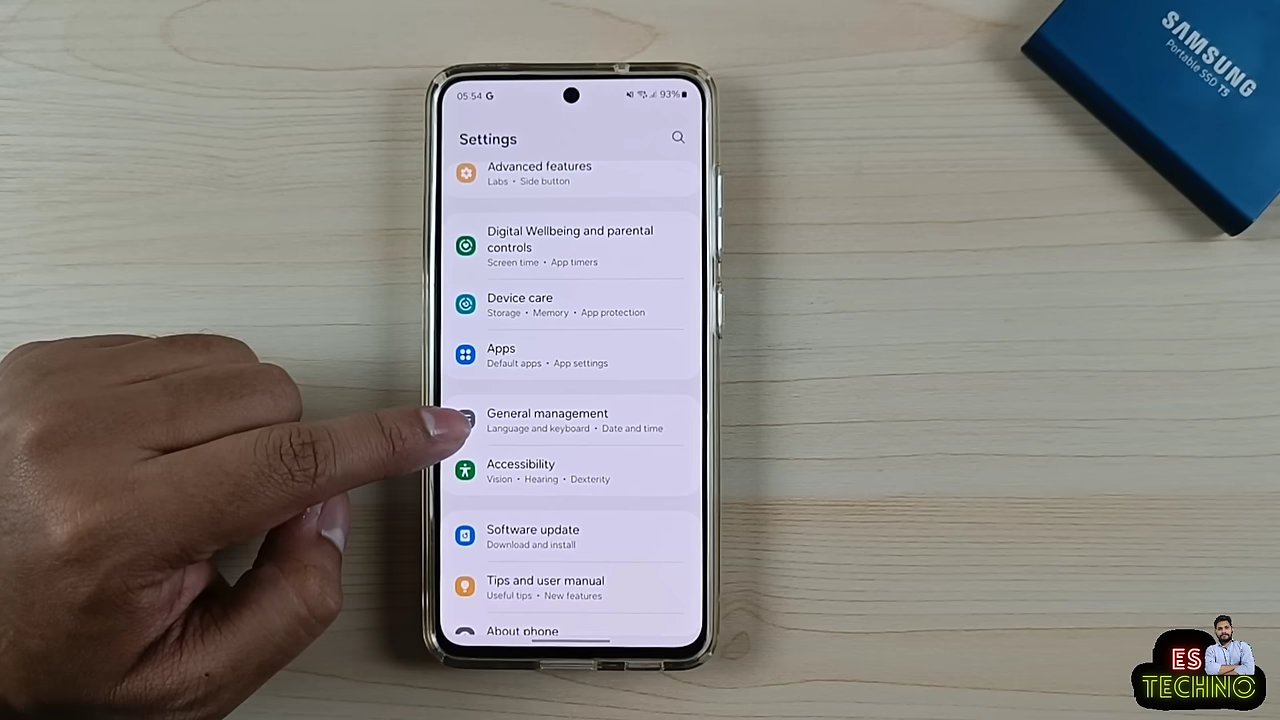 SAMSUNG
Portable SSD T5
05:54 G
93%
Settings
Advanced features
Labs • Side button
Digital Wellbeing and parental
controls
Screen time • App timers
Device care
Storage • Memory • App protection
Apps
Default apps • App settings
General management
Language and keyboard • Date and time
Accessibility
Vision • Hearing • Dexterity
Software update
Download and install
Tips and user manual
Useful tips • New features
About phone
ES
TECHNO